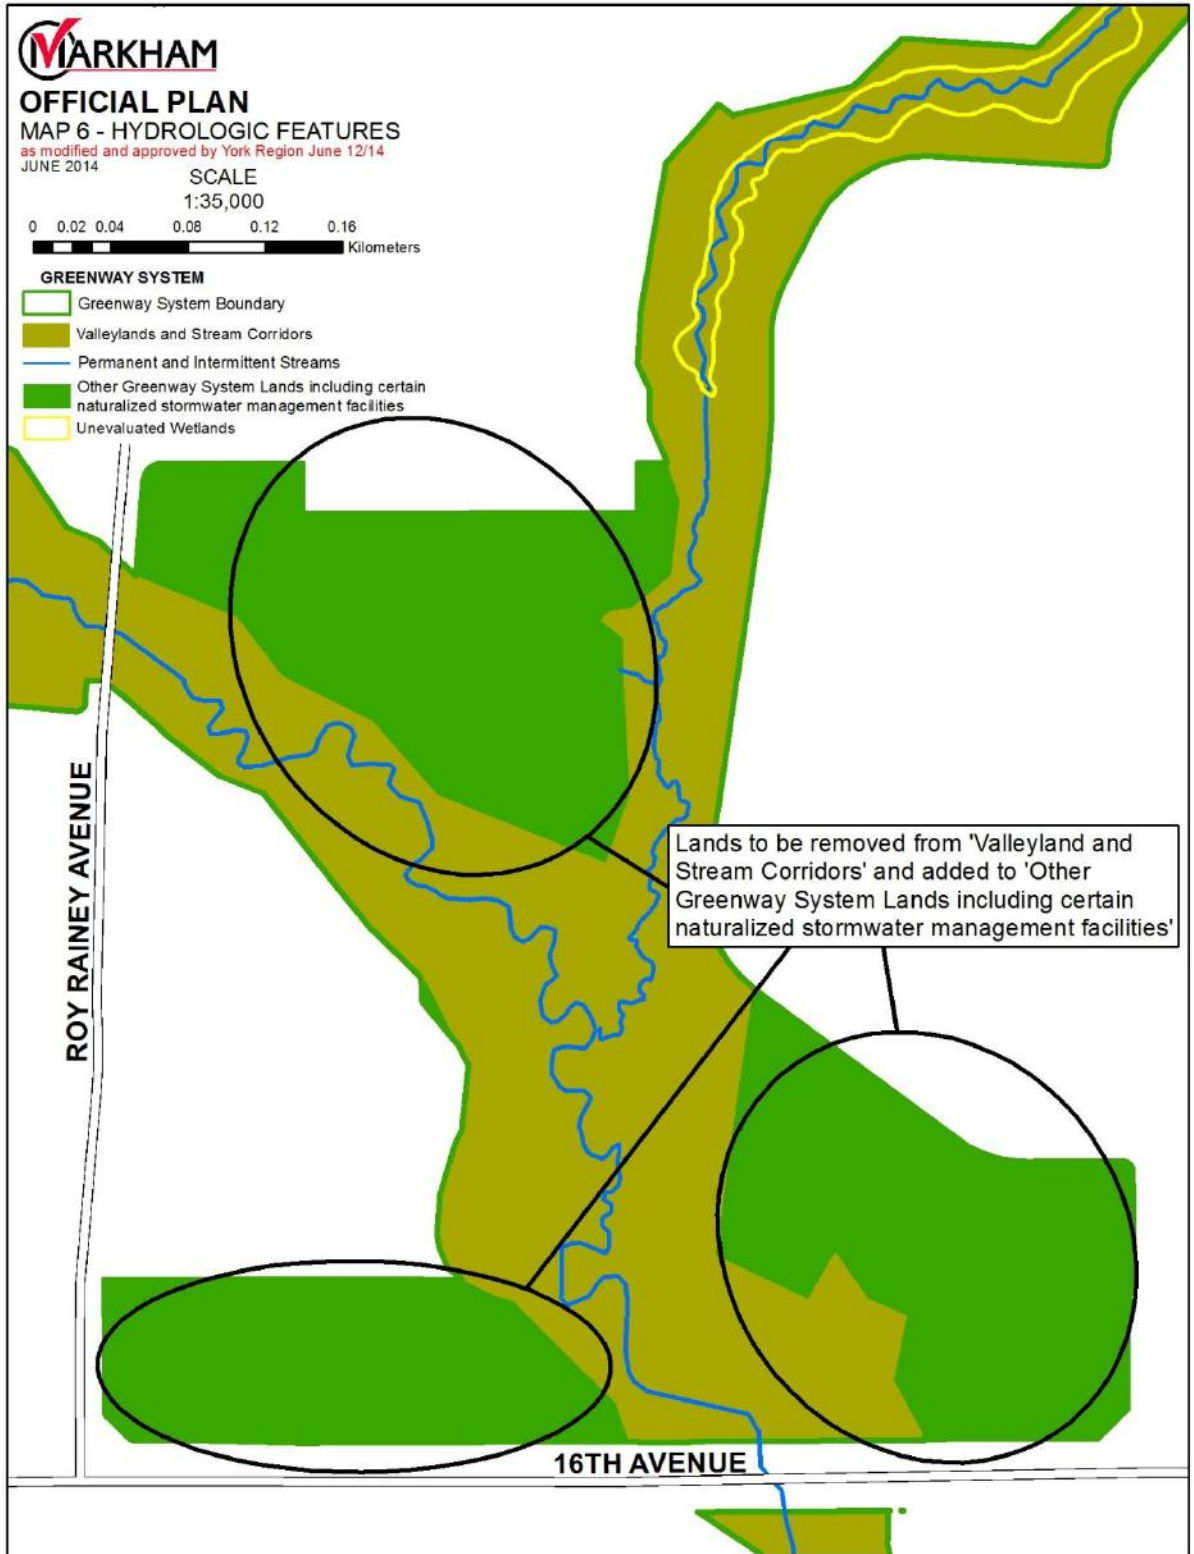 MARKHAM
OFFICIAL PLAN
MAP 6 - HYDROLOGIC FEATURES
as modified and approved by York Region June 12/14
JUNE 2014
SCALE
1:35,000
0 0.02 0.04 0.08 0.12 0.16
Kilometers
GREENWAY SYSTEM
Greenway System Boundary
Valleylands and Stream Corridors
Permanent and Intermittent Streams
Other Greenway System Lands including certain
naturalized stormwater management facilities
Unevaluated Wetlands
ROY RAINEY AVENUE
Lands to be removed from 'Valleyland and
Stream Corridors' and added to 'Other
Greenway System Lands including certain
naturalized stormwater management facilities'
16TH AVENUE